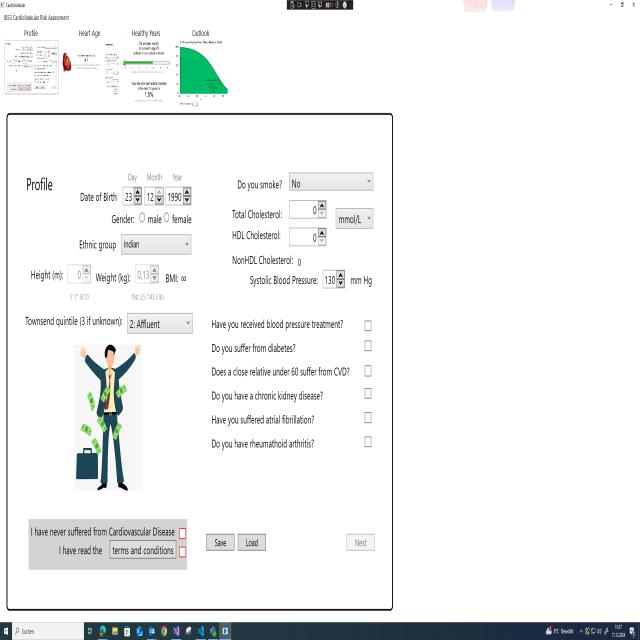 CardioVascular
JBS3 CardioVaskular Risk Assessment
Profile Heart Age Healthy Years Outlook
Profile
Day Month Year
Date of Birth 23 12 1990
Gender: male female
Ethnic group Indian
Height (m): 0 Weight (kg): 0,13 BMI: ∞
Townsend quintile (3 if unknown): 2: Affluent
Do you smoke? No
Total Cholesterol: 0 mmol/L
HDL Cholesterol: 0
NonHDL Cholesterol: 0
Systolic Blood Pressure: 130 mm Hg
Have you received blood pressure treatment?
Do you suffer from diabetes?
Does a close relative under 60 suffer from CVD?
Do you have a chronic kidney disease?
Have you suffered atrial fibrillation?
Do you have rheumathoid arthritis?
I have never suffered from Cardiovascular Disease
I have read the terms and conditions
Save Load Next
Suchen